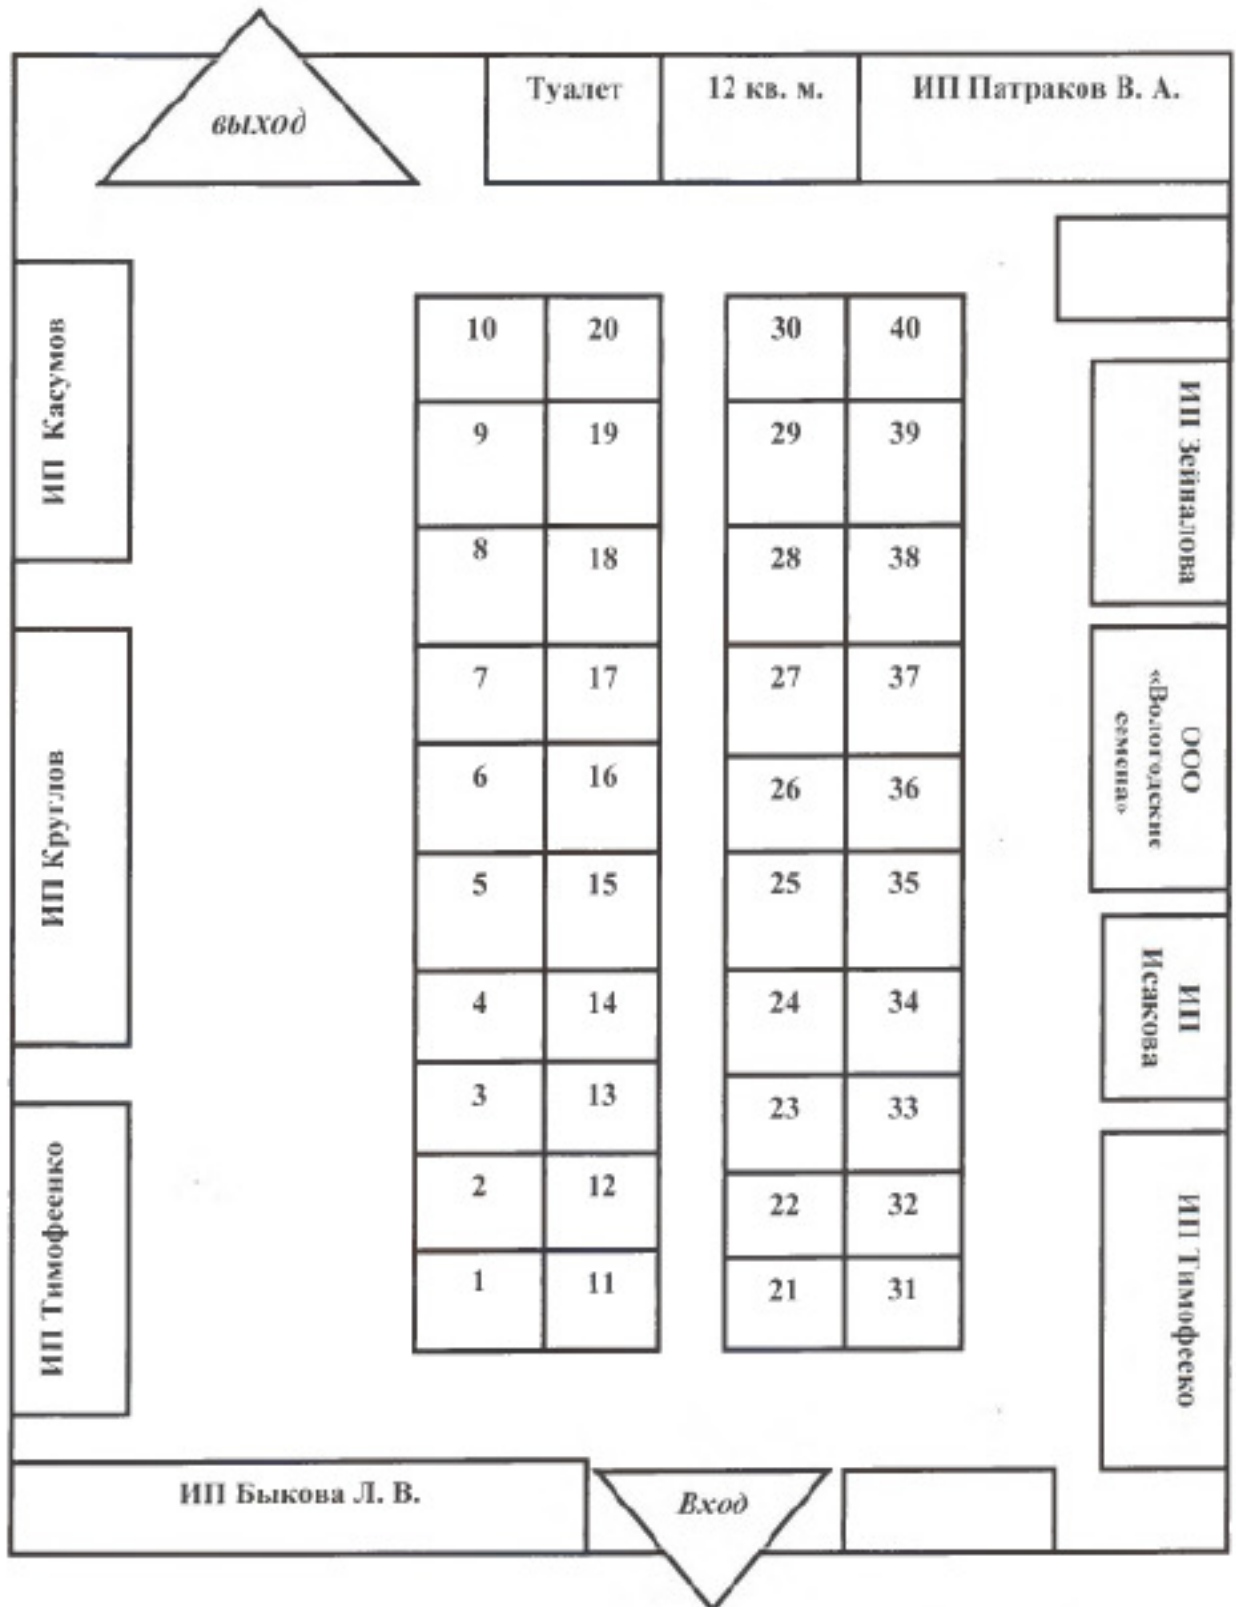 выход
Туалет
12 кв. м.
ИП Патраков В. А.
ИП Касумов
ИП Круглов
ИП Тимофеенко
10 20
9 19
8 18
7 17
6 16
5 15
4 14
3 13
2 12
1 11
30 40
29 39
28 38
27 37
26 36
25 35
24 34
23 33
22 32
21 31
ИП Зейналова
ООО
«Вологодские
семена»
ИП
Исакова
ИП Тимофееко
ИП Быкова Л. В.
Вход